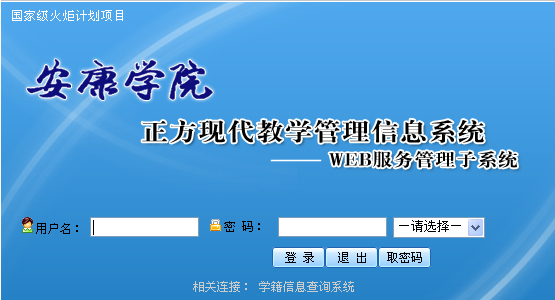 国家级火炬计划项目
安康学院
正方现代教学管理信息系统
—— WEB服务管理子系统
用户名： 密 码： 一请选择一
登 录 退 出 取密码
相关连接： 学籍信息查询系统